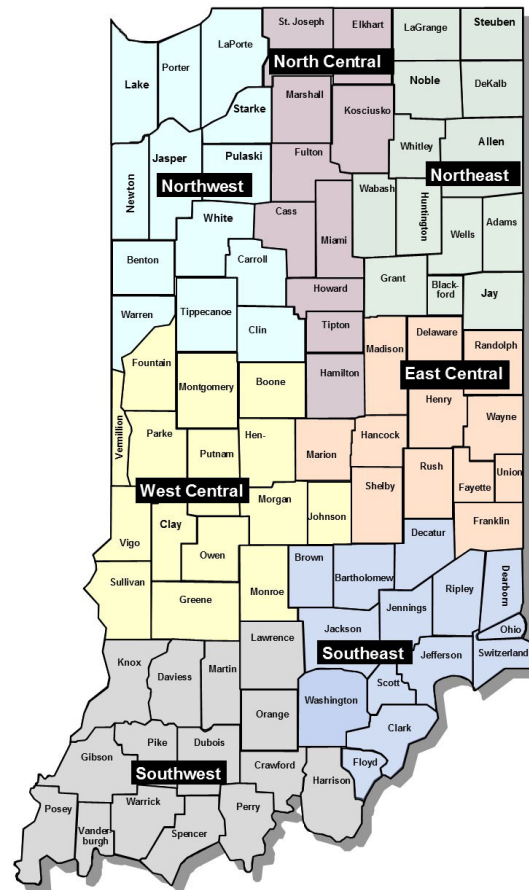 St. Joseph
Elkhart
LaGrange
Steuben
LaPorte
Porter
Lake
North Central
Noble
DeKalb
Starke
Marshall
Kosciusko
Whitley
Allen
Newton
Jasper
Pulaski
Fulton
Northeast
Northwest
Wabash
Huntington
White
Cass
Miami
Wells
Adams
Benton
Carroll
Grant
Black-
ford
Jay
Howard
Warren
Tippecanoe
Clin
Tipton
Madison
Delaware
Randolph
Fountain
Montgomery
Boone
Hamilton
East Central
Henry
Wayne
Vermillion
Parke
Putnam
Hen-
Marion
Hancock
Rush
Fayette
Union
West Central
Shelby
Morgan
Johnson
Franklin
Vigo
Clay
Owen
Decatur
Brown
Bartholomew
Dearborn
Sullivan
Greene
Monroe
Jennings
Ripley
Ohio
Lawrence
Jackson
Southeast
Jefferson
Switzerland
Knox
Daviess
Martin
Scott
Washington
Orange
Clark
Pike
Dubois
Gibson
Southwest
Crawford
Harrison
Floyd
Posey
Vander-
burgh
Warrick
Spencer
Perry